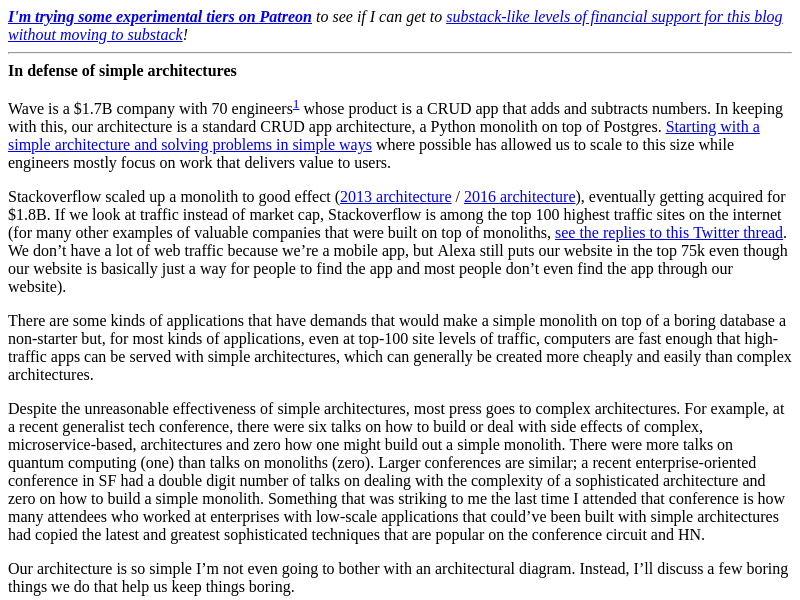 I'm trying some experimental tiers on Patreon to see if I can get to substack-like levels of financial support for this blog
without moving to substack!
In defense of simple architectures
Wave is a $1.7B company with 70 engineers1 whose product is a CRUD app that adds and subtracts numbers. In keeping
with this, our architecture is a standard CRUD app architecture, a Python monolith on top of Postgres. Starting with a
simple architecture and solving problems in simple ways where possible has allowed us to scale to this size while
engineers mostly focus on work that delivers value to users.
Stackoverflow scaled up a monolith to good effect (2013 architecture / 2016 architecture), eventually getting acquired for
$1.8B. If we look at traffic instead of market cap, Stackoverflow is among the top 100 highest traffic sites on the internet
(for many other examples of valuable companies that were built on top of monoliths, see the replies to this Twitter thread.
We don’t have a lot of web traffic because we’re a mobile app, but Alexa still puts our website in the top 75k even though
our website is basically just a way for people to find the app and most people don’t even find the app through our
website).
There are some kinds of applications that have demands that would make a simple monolith on top of a boring database a
non-starter but, for most kinds of applications, even at top-100 site levels of traffic, computers are fast enough that high-
traffic apps can be served with simple architectures, which can generally be created more cheaply and easily than complex
architectures.
Despite the unreasonable effectiveness of simple architectures, most press goes to complex architectures. For example, at
a recent generalist tech conference, there were six talks on how to build or deal with side effects of complex,
microservice-based, architectures and zero how one might build out a simple monolith. There were more talks on
quantum computing (one) than talks on monoliths (zero). Larger conferences are similar; a recent enterprise-oriented
conference in SF had a double digit number of talks on dealing with the complexity of a sophisticated architecture and
zero on how to build a simple monolith. Something that was striking to me the last time I attended that conference is how
many attendees who worked at enterprises with low-scale applications that could’ve been built with simple architectures
had copied the latest and greatest sophisticated techniques that are popular on the conference circuit and HN.
Our architecture is so simple I’m not even going to bother with an architectural diagram. Instead, I’ll discuss a few boring
things we do that help us keep things boring.